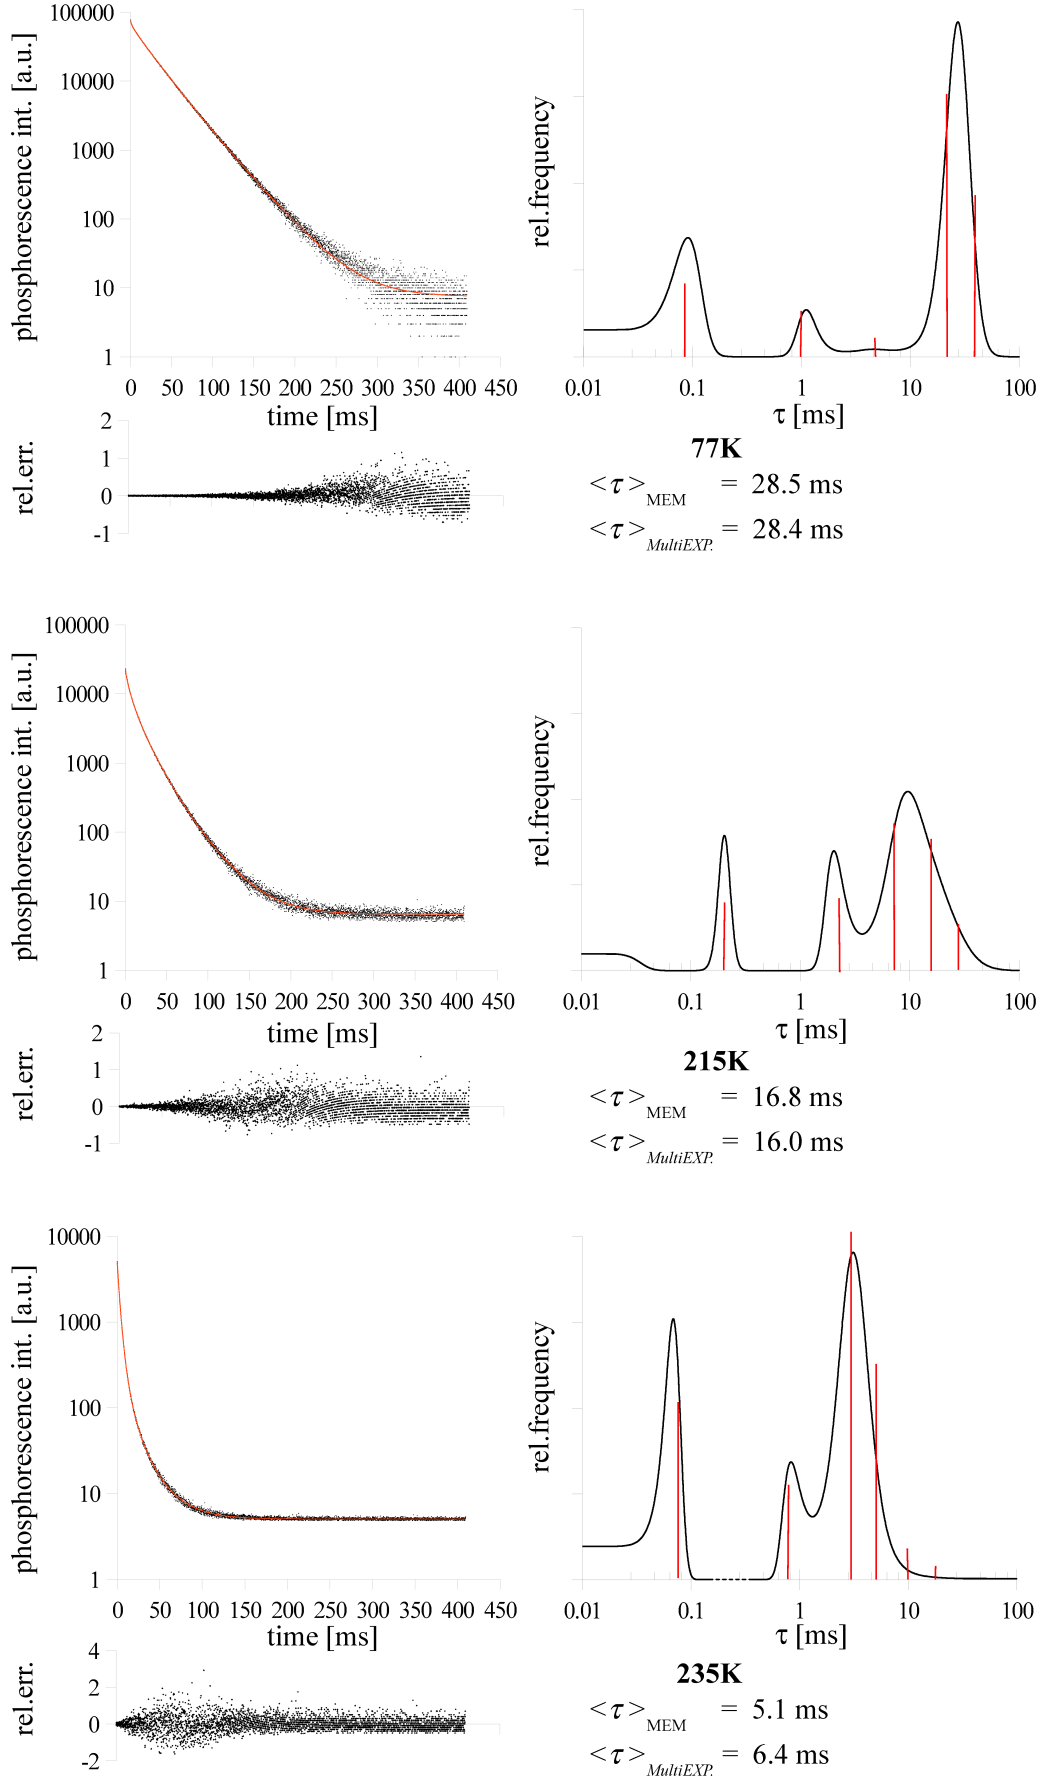 phosphorescence int. [a.u.]
100000
10000
1000
100
10
1
0 50 100 150 200 250 300 350 400 450
time [ms]
rel.err.
2
1
0
-1
rel.frequency
0.01 0.1 1 10 100
τ [ms]
77K
<τ>MEM = 28.5 ms
<τ>MultiEXP. = 28.4 ms
phosphorescence int. [a.u.]
100000
10000
1000
100
10
1
0 50 100 150 200 250 300 350 400 450
time [ms]
rel.err.
2
1
0
-1
rel.frequency
0.01 0.1 1 10 100
τ [ms]
215K
<τ>MEM = 16.8 ms
<τ>MultiEXP. = 16.0 ms
phosphorescence int. [a.u.]
10000
1000
100
10
1
0 50 100 150 200 250 300 350 400 450
time [ms]
rel.err.
4
2
0
-2
rel.frequency
0.01 0.1 1 10 100
τ [ms]
235K
<τ>MEM = 5.1 ms
<τ>MultiEXP. = 6.4 ms